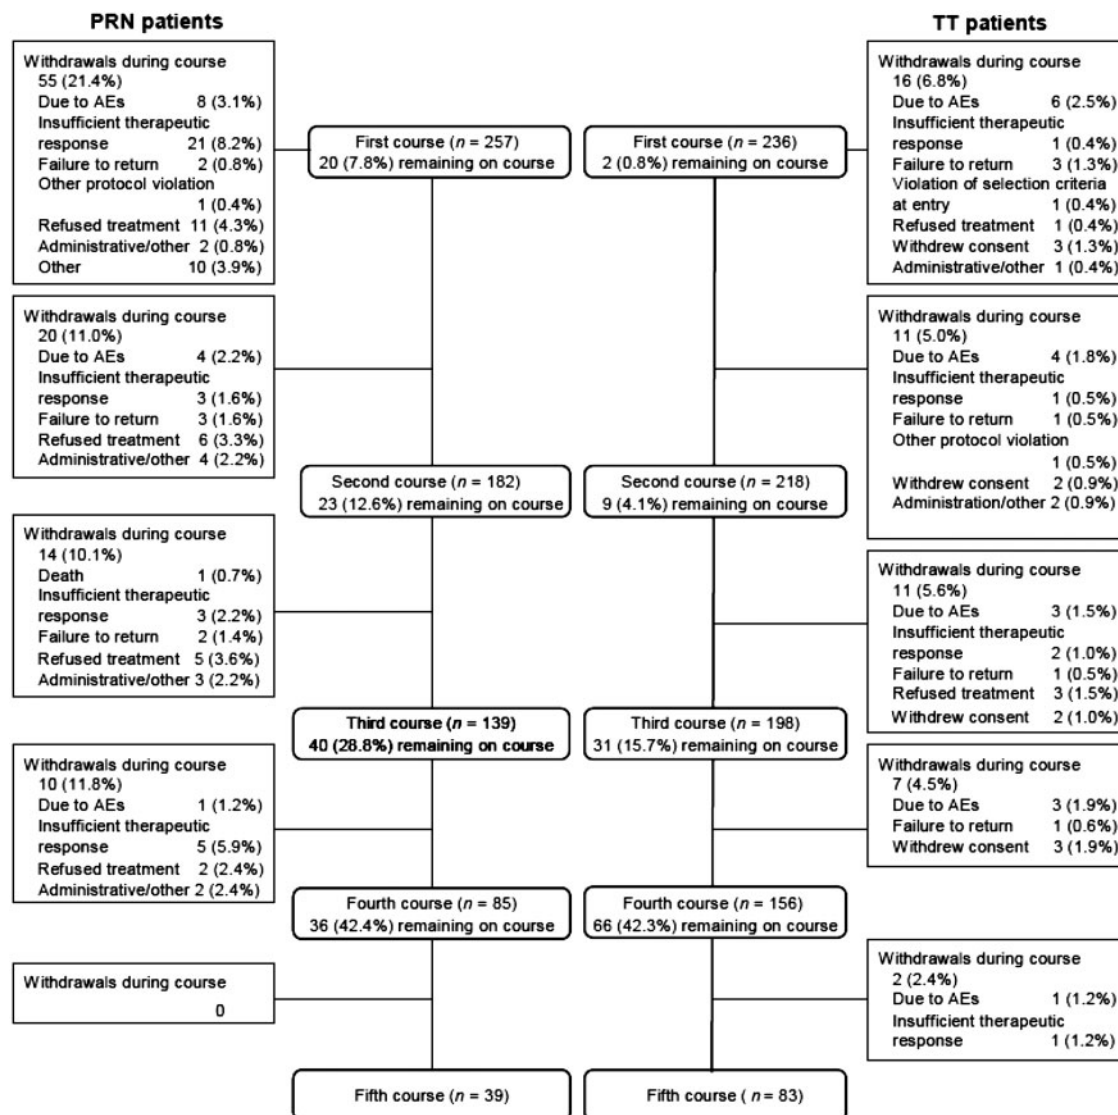 PRN patients
Withdrawals during course
55 (21.4%)
Due to AEs 8 (3.1%)
Insufficient therapeutic
response 21 (8.2%)
Failure to return 2 (0.8%)
Other protocol violation
1 (0.4%)
Refused treatment 11 (4.3%)
Administrative/other 2 (0.8%)
Other 10 (3.9%)
Withdrawals during course
20 (11.0%)
Due to AEs 4 (2.2%)
Insufficient therapeutic
response 3 (1.6%)
Failure to return 3 (1.6%)
Refused treatment 6 (3.3%)
Administrative/other 4 (2.2%)
Withdrawals during course
14 (10.1%)
Death 1 (0.7%)
Insufficient therapeutic
response 3 (2.2%)
Failure to return 2 (1.4%)
Refused treatment 5 (3.6%)
Administrative/other 3 (2.2%)
Withdrawals during course
10 (11.8%)
Due to AEs 1 (1.2%)
Insufficient therapeutic
response 5 (5.9%)
Refused treatment 2 (2.4%)
Administrative/other 2 (2.4%)
Withdrawals during course
0
First course (n = 257)
20 (7.8%) remaining on course
Second course (n = 182)
23 (12.6%) remaining on course
Third course (n = 139)
40 (28.8%) remaining on course
Fourth course (n = 85)
36 (42.4%) remaining on course
Fifth course (n = 39)
First course (n = 236)
2 (0.8%) remaining on course
Second course (n = 218)
9 (4.1%) remaining on course
Third course (n = 198)
31 (15.7%) remaining on course
Fourth course (n = 156)
66 (42.3%) remaining on course
Fifth course ( n = 83)
TT patients
Withdrawals during course
16 (6.8%)
Due to AEs 6 (2.5%)
Insufficient therapeutic
response 1 (0.4%)
Failure to return 3 (1.3%)
Violation of selection criteria
at entry 1 (0.4%)
Refused treatment 1 (0.4%)
Withdrew consent 3 (1.3%)
Administrative/other 1 (0.4%)
Withdrawals during course
11 (5.0%)
Due to AEs 4 (1.8%)
Insufficient therapeutic
response 1 (0.5%)
Failure to return 1 (0.5%)
Other protocol violation
1 (0.5%)
Withdrew consent 2 (0.9%)
Administration/other 2 (0.9%)
Withdrawals during course
11 (5.6%)
Due to AEs 3 (1.5%)
Insufficient therapeutic
response 2 (1.0%)
Failure to return 1 (0.5%)
Refused treatment 3 (1.5%)
Withdrew consent 2 (1.0%)
Withdrawals during course
7 (4.5%)
Due to AEs 3 (1.9%)
Failure to return 1 (0.6%)
Withdrew consent 3 (1.9%)
Withdrawals during course
2 (2.4%)
Due to AEs 1 (1.2%)
Insufficient therapeutic
response 1 (1.2%)